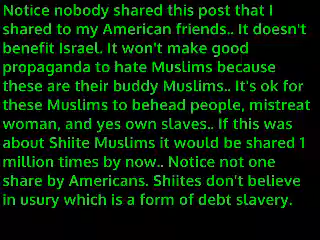 Notice nobody shared this post that I
shared to my American friends.. It doesn't
benefit Israel. It won't make good
propaganda to hate Muslims because
these are their buddy Muslims.. It's ok for
these Muslims to behead people, mistreat
woman, and yes own slaves.. If this was
about Shiite Muslims it would be shared 1
million times by now.. Notice not one
share by Americans. Shiites don't believe
in usury which is a form of debt slavery.